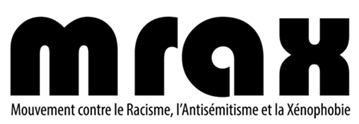 mrax
Mouvement contre le Racisme, l'Antisémitisme et la Xénophobie